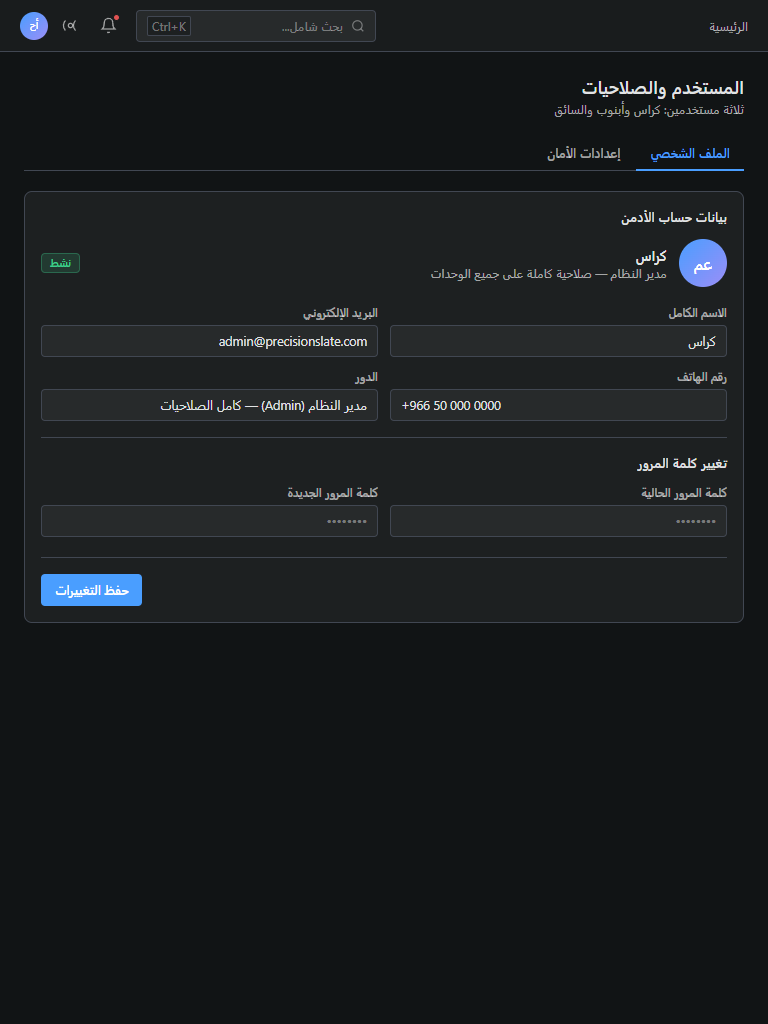 الرئيسية
بحث شامل...
Ctrl+K
أح
المستخدم والصلاحيات
ثلاثة مستخدمين: كراس وأبنوب والسائق
الملف الشخصي
إعدادات الأمان
بيانات حساب الأدمن
عم
كراس
مدير النظام — صلاحية كاملة على جميع الوحدات
نشط
الاسم الكامل
كراس
البريد الإلكتروني
admin@precisionslate.com
رقم الهاتف
+966 50 000 0000
الدور
مدير النظام (Admin) — كامل الصلاحيات
تغيير كلمة المرور
كلمة المرور الحالية
••••••••
كلمة المرور الجديدة
••••••••
حفظ التغييرات